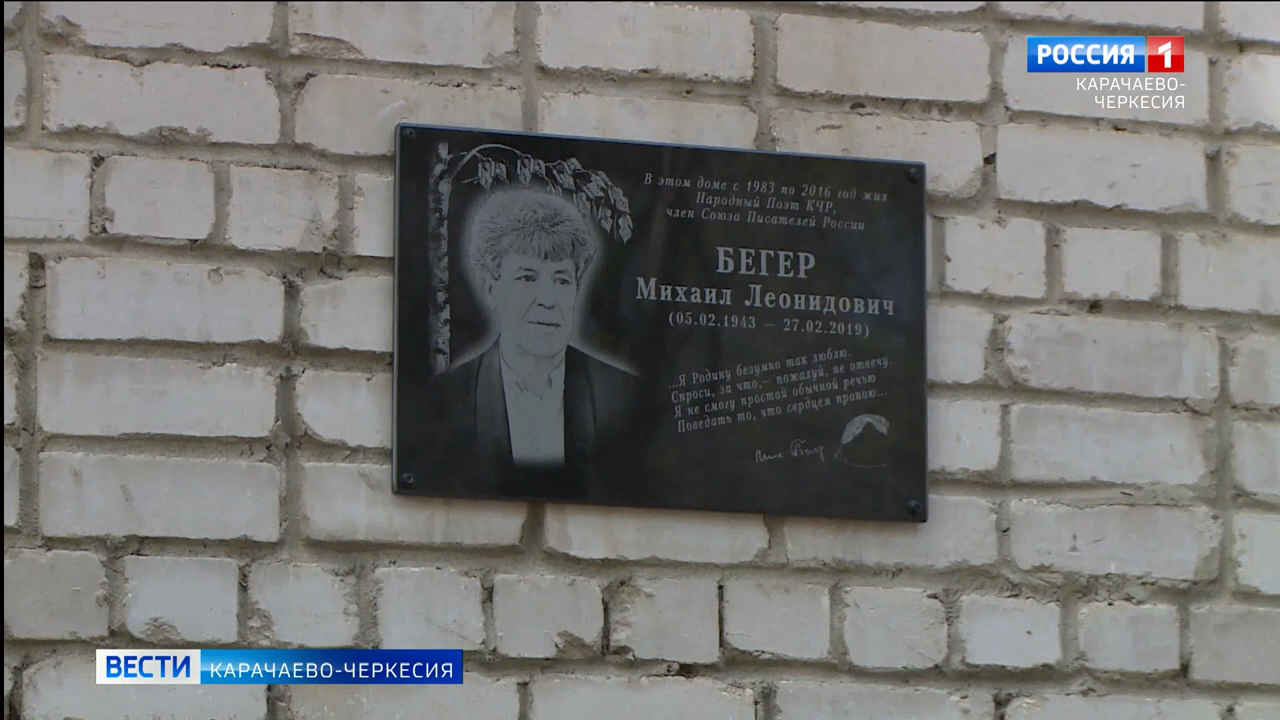 РОССИЯ 1
КАРАЧАЕВО-
ЧЕРКЕСИЯ
В этом доме с 1983 по 2016 год жил
Народный Поэт КЧР,
член Союза Писателей России
БЕГЕР
Михаил Леонидович
(05.02.1943 – 27.02.2019)
...Я Родину безумно так люблю.
Спроси, за что,– пожалуй, не отвечу.
Я не смогу простой обычной речью
Поведать то, что сердцем пропою...
ВЕСТИ КАРАЧАЕВО-ЧЕРКЕСИЯ